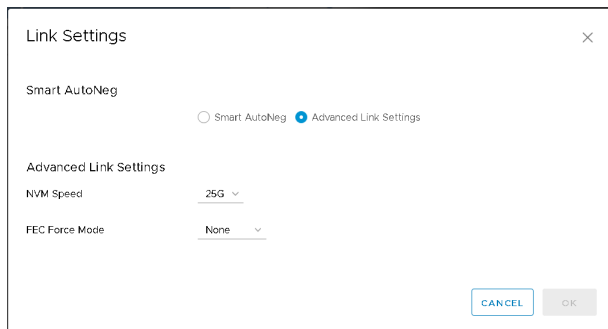 Link Settings
Smart AutoNeg
Smart AutoNeg Advanced Link Settings
Advanced Link Settings
NVM Speed 25G
FEC Force Mode None
CANCEL OK